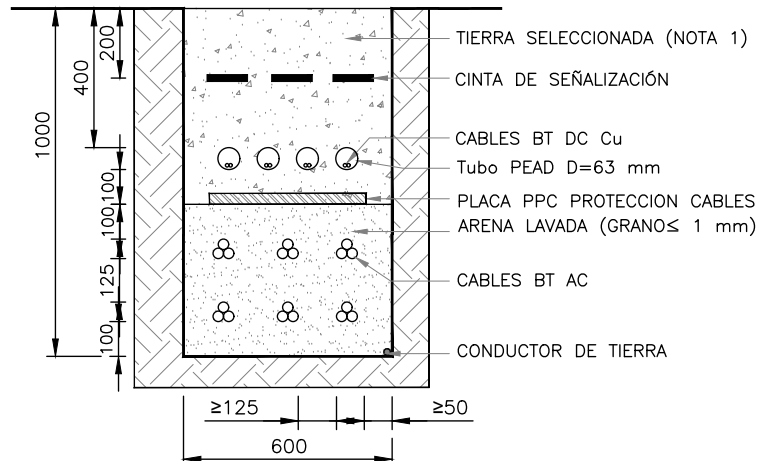 200
TIERRA SELECCIONADA (NOTA 1)
CINTA DE SEÑALIZACIÓN
400
1000
CABLES BT DC Cu
Tubo PEAD D=63 mm
100
PLACA PPC PROTECCION CABLES
100
ARENA LAVADA (GRANO≤ 1 mm)
125
CABLES BT AC
100
CONDUCTOR DE TIERRA
≥125
≥50
600